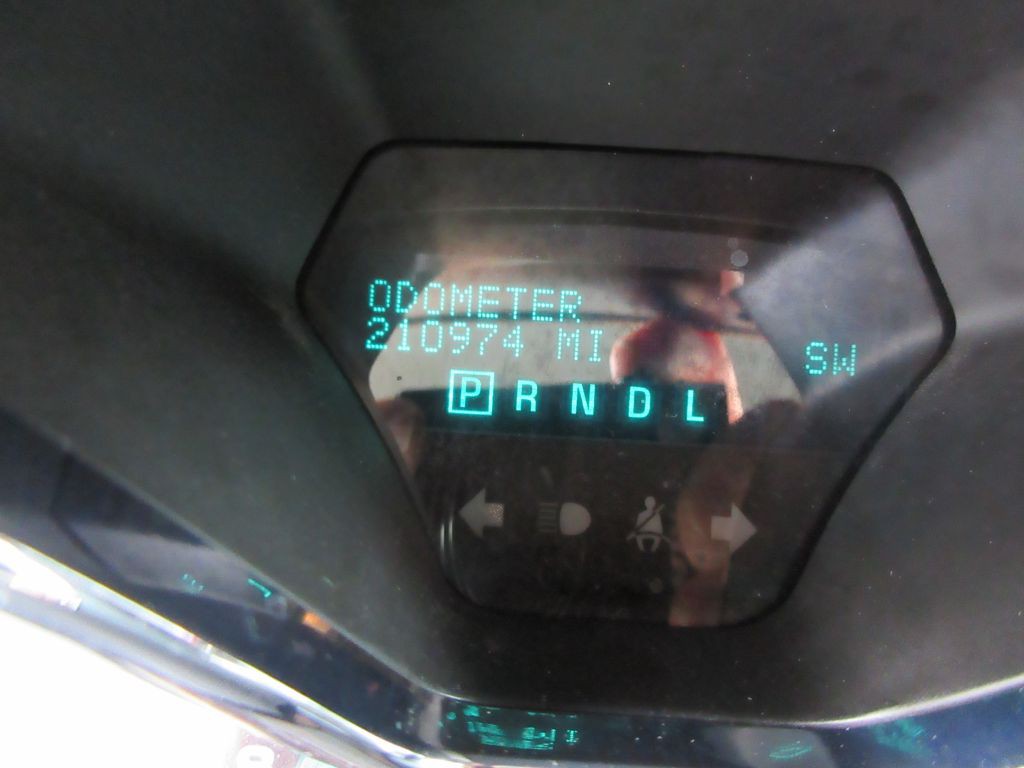 ODOMETER
210974 MI
SW
P R N D L